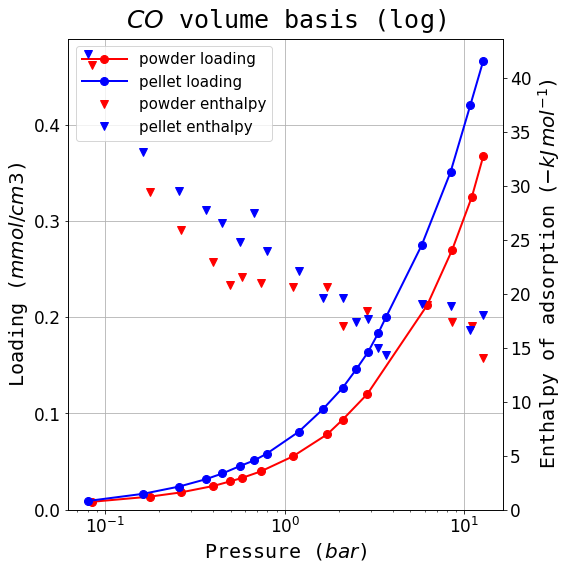 CO volume basis (log)
powder loading
pellet loading
powder enthalpy
pellet enthalpy
Loading (mmol/cm3)
0.0
0.1
0.2
0.3
0.4
Enthalpy of adsorption (−kJmol⁻¹)
0
5
10
15
20
25
30
35
40
10⁻¹
10⁰
10¹
Pressure (bar)